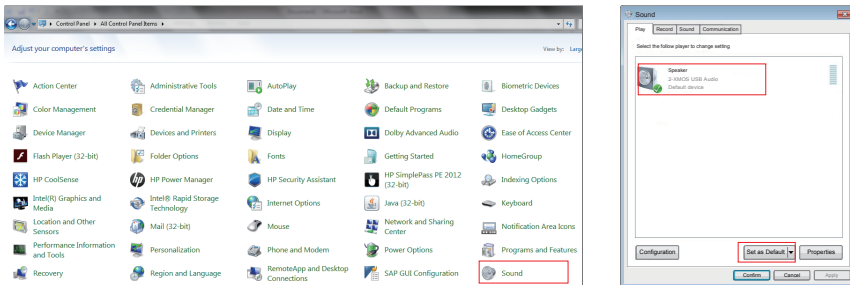 Control Panel ▸ All Control Panel Items ▸
Adjust your computer's settings
View by:
Action Center
Administrative Tools
AutoPlay
Backup and Restore
Biometric Devices
Color Management
Credential Manager
Date and Time
Default Programs
Desktop Gadgets
Device Manager
Devices and Printers
Display
Dolby Advanced Audio
Ease of Access Center
Flash Player (32-bit)
Folder Options
Fonts
Getting Started
HomeGroup
HP CoolSense
HP Power Manager
HP Security Assistant
HP SimplePass PE 2012
(32-bit)
Indexing Options
Intel(R) Graphics and
Media
Intel® Rapid Storage
Technology
Internet Options
Java (32-bit)
Keyboard
Location and Other
Sensors
Mail (32-bit)
Mouse
Network and Sharing
Center
Notification Area Icons
Performance Information
and Tools
Personalization
Phone and Modem
Power Options
Programs and Features
Recovery
Region and Language
RemoteApp and Desktop
Connections
SAP GUI Configuration
Sound
Sound
Play
Record
Sound
Communication
Select the follow player to change setting
Speaker
2-XMOS USB Audio
Default device
Configuration
Set as Default
Properties
Confirm
Cancel
Apply